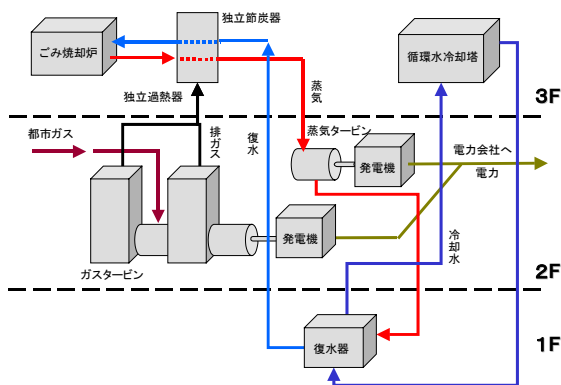 独立節炭器
ごみ焼却炉
循環水冷却塔
独立過熱器
蒸気
3F
都市ガス
排ガス
復水
蒸気タービン
発電機
電力会社へ
電力
発電機
冷却水
ガスタービン
2F
復水器
1F